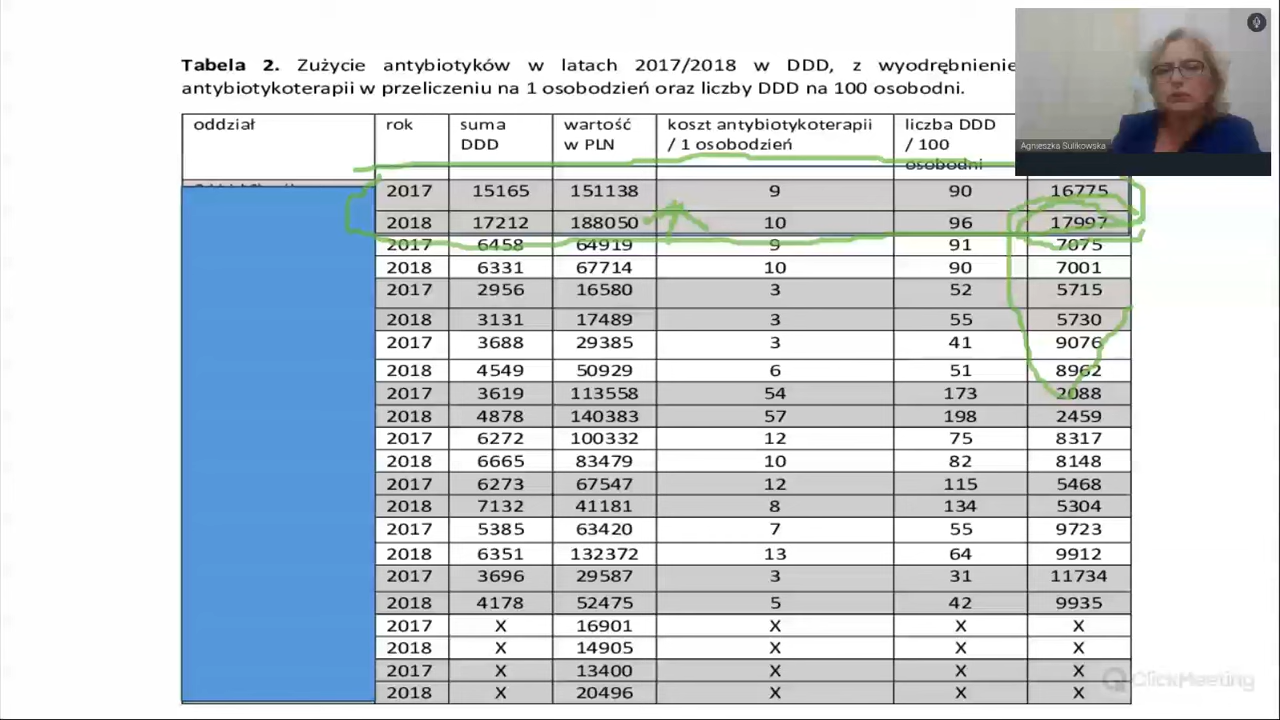 Tabela 2. Zużycie antybiotyków w latach 2017/2018 w DDD, z wyodrębnienie
antybiotykoterapii w przeliczeniu na 1 osobodzień oraz liczby DDD na 100 osobodni.
Agnieszka Sulikowska
oddział rok suma DDD wartość w PLN koszt antybiotykoterapii / 1 osobodzień liczba DDD / 100 osobodni
2017 15165 151138 9 90 16775
2018 17212 188050 10 96 17997
2017 6458 64919 9 91 7075
2018 6331 67714 10 90 7001
2017 2956 16580 3 52 5715
2018 3131 17489 3 55 5730
2017 3688 29385 3 41 9076
2018 4549 50929 6 51 8962
2017 3619 113558 54 173 2088
2018 4878 140383 57 198 2459
2017 6272 100332 12 75 8317
2018 6665 83479 10 82 8148
2017 6273 67547 12 115 5468
2018 7132 41181 8 134 5304
2017 5385 63420 7 55 9723
2018 6351 132372 13 64 9912
2017 3696 29587 3 31 11734
2018 4178 52475 5 42 9935
2017 X 16901 X X X
2018 X 14905 X X X
2017 X 13400 X X X
2018 X 20496 X X X
ClickMeeting